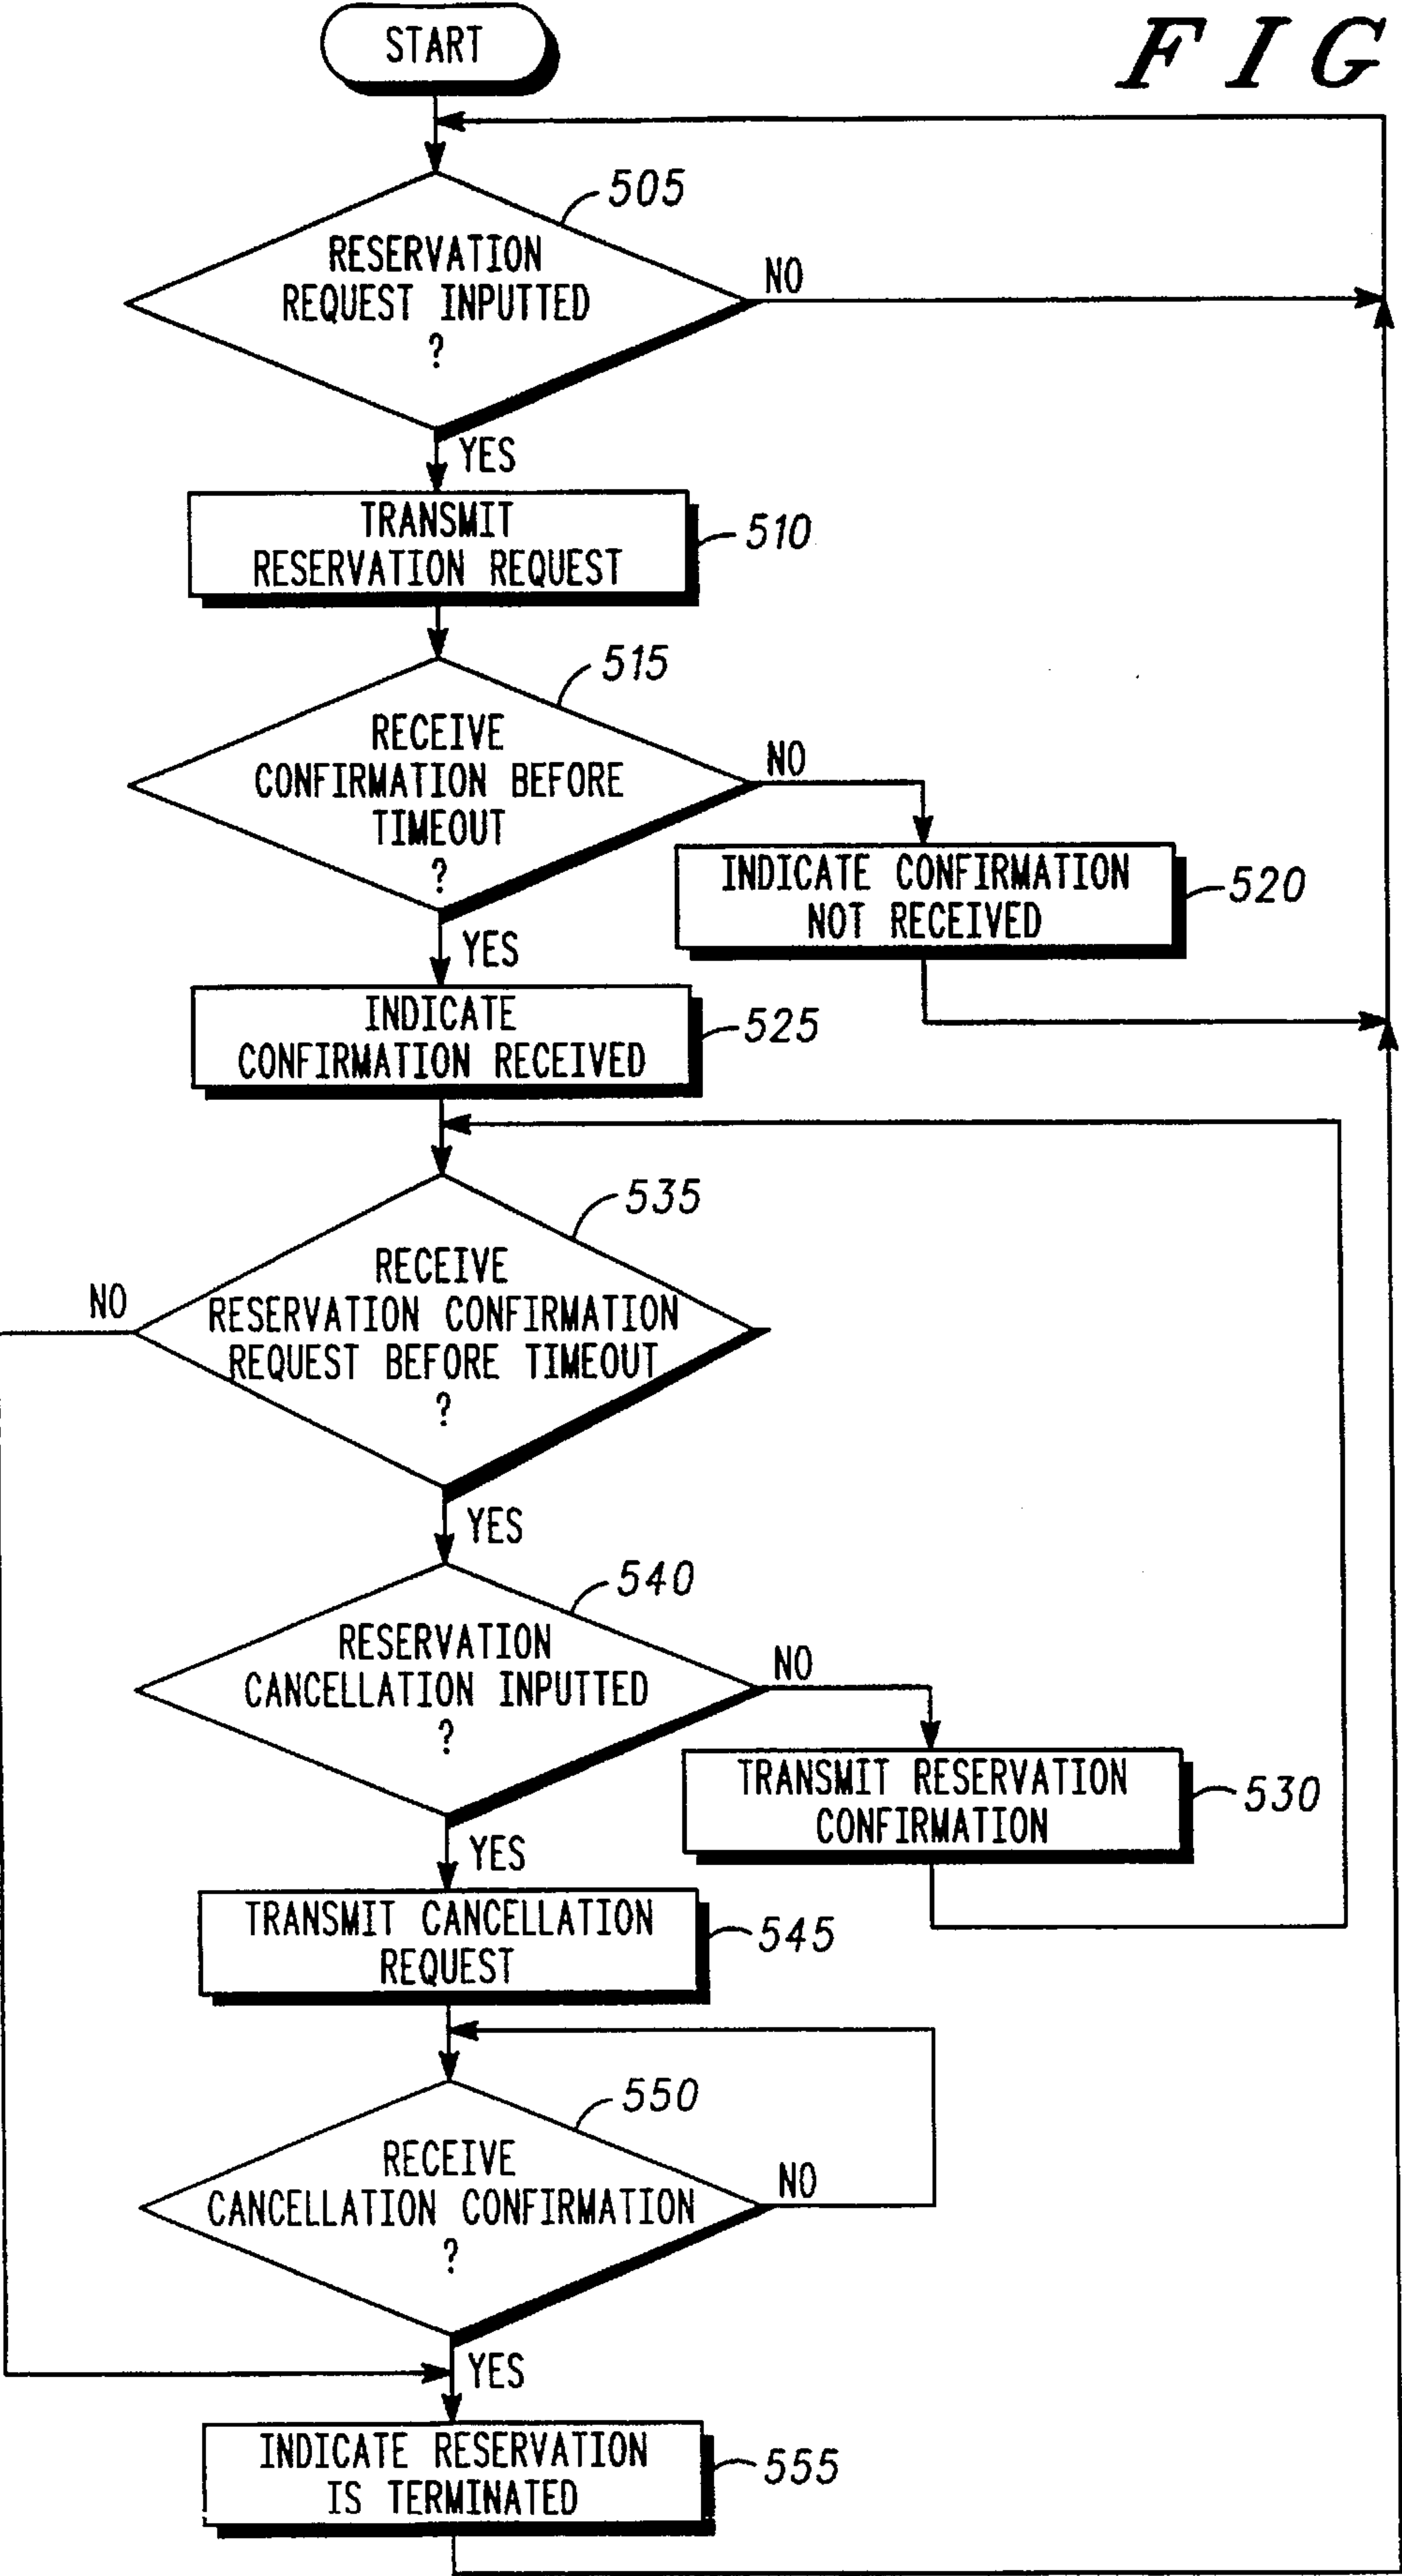 START
FIG
505
RESERVATION
REQUEST INPUTTED
?
NO
YES
TRANSMIT
RESERVATION REQUEST
510
515
RECEIVE
CONFIRMATION BEFORE
TIMEOUT
?
NO
INDICATE CONFIRMATION
NOT RECEIVED
520
YES
INDICATE
CONFIRMATION RECEIVED
525
535
RECEIVE
RESERVATION CONFIRMATION
REQUEST BEFORE TIMEOUT
?
NO
YES
540
RESERVATION
CANCELLATION INPUTTED
?
NO
TRANSMIT RESERVATION
CONFIRMATION
530
YES
TRANSMIT CANCELLATION
REQUEST
545
550
RECEIVE
CANCELLATION CONFIRMATION
?
NO
YES
INDICATE RESERVATION
IS TERMINATED
555